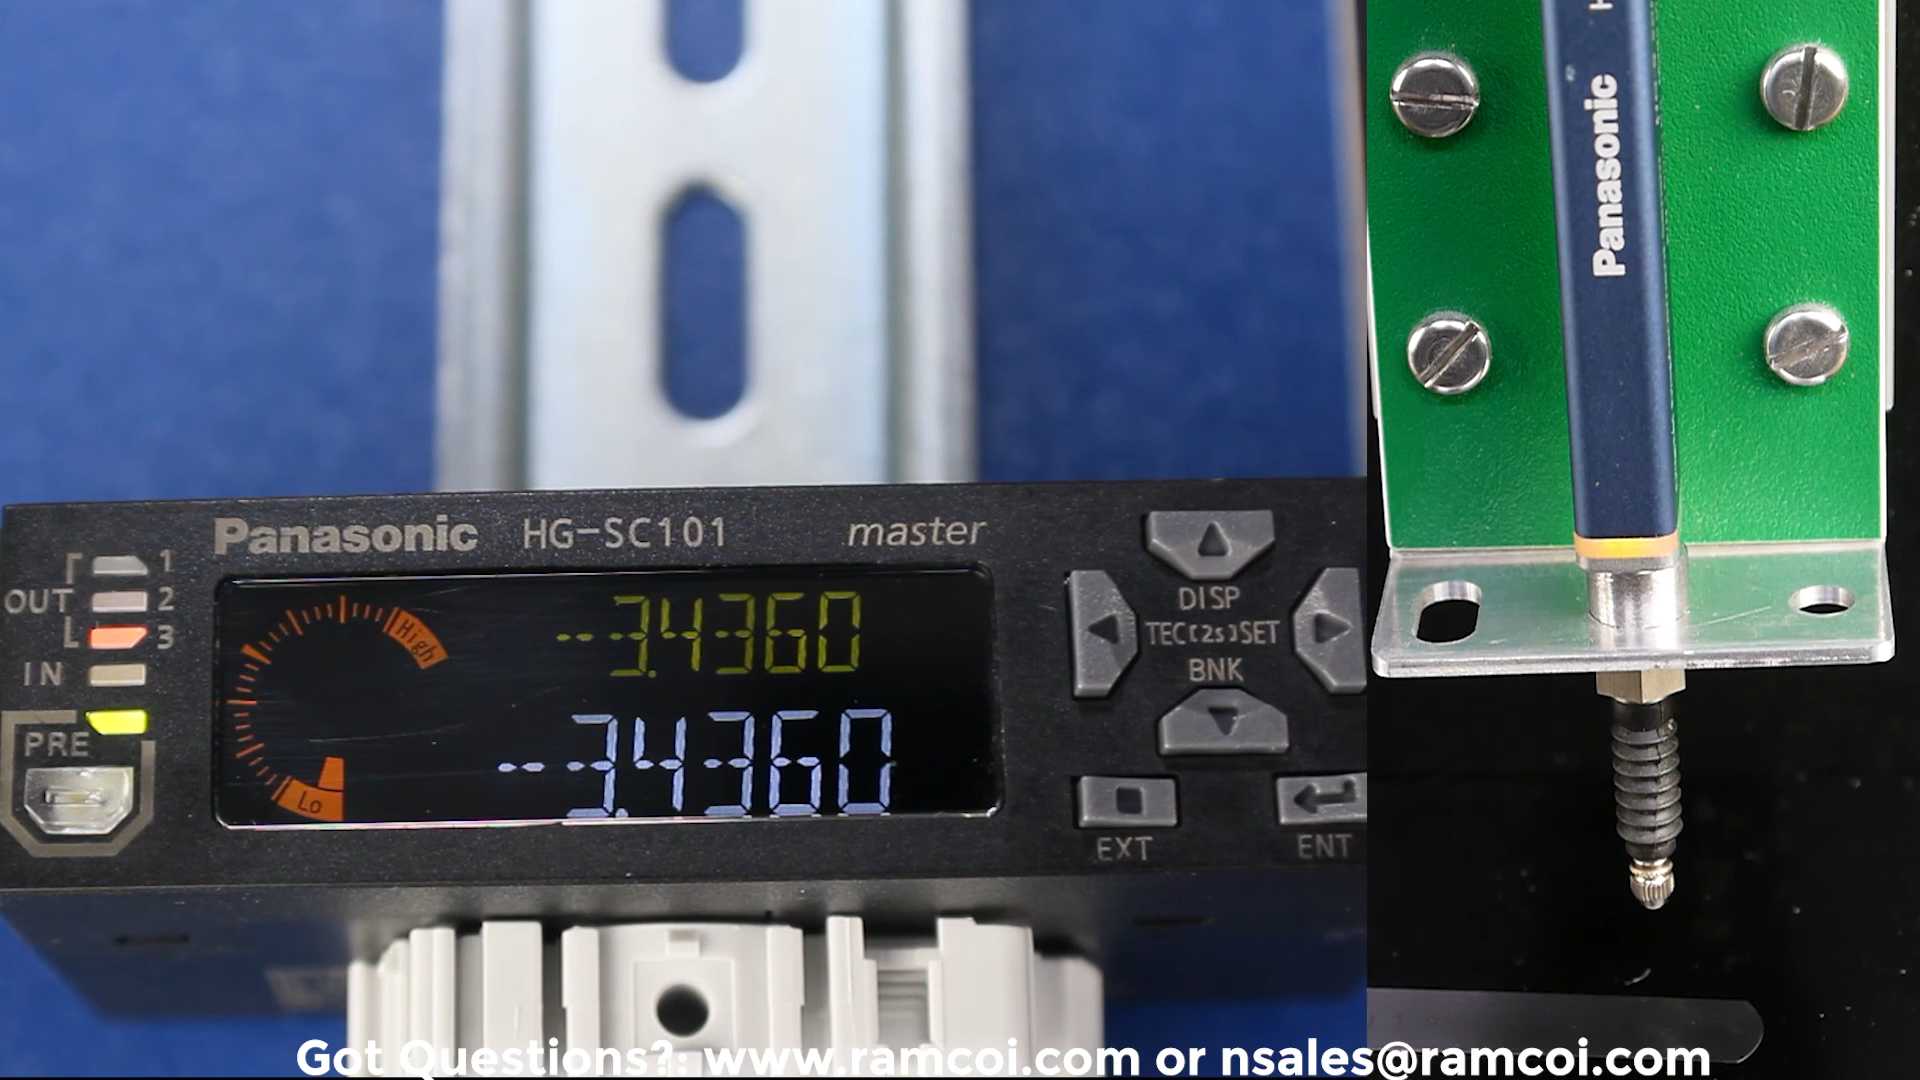 Panasonic HG-SC101 master
1
OUT 2
3
IN
PRE
High
Lo
-3.4360
-3.4360
DISP
TEC[2s]SET
BNK
EXT
ENT
Panasonic
Got Questions?: www.ramcoi.com or nsales@ramcoi.com